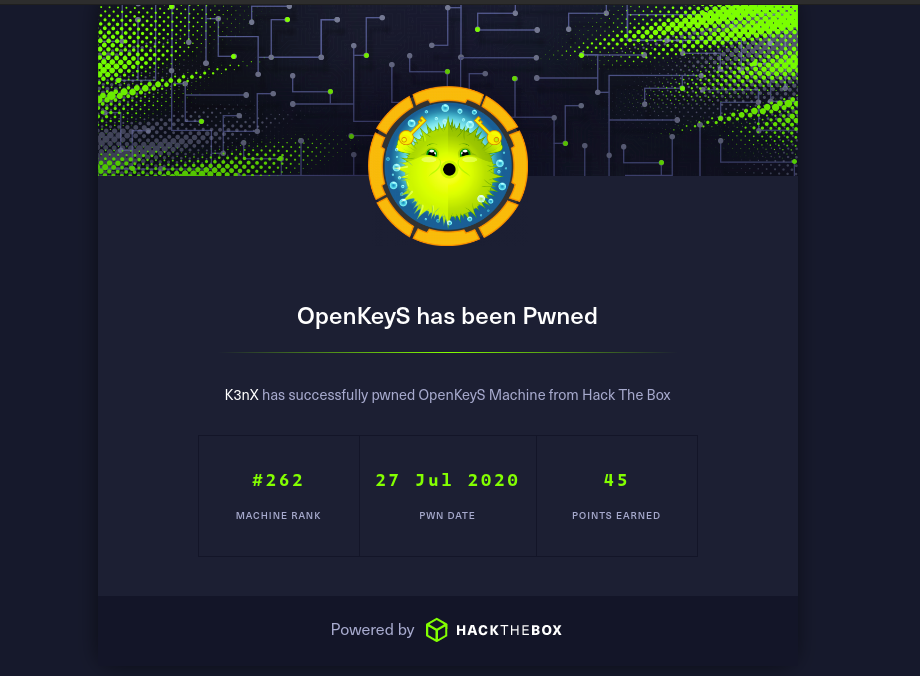 OpenKeyS has been Pwned
K3nX has successfully pwned OpenKeyS Machine from Hack The Box
#262
27 Jul 2020
45
MACHINE RANK
PWN DATE
POINTS EARNED
Powered by HACKTHEBOX